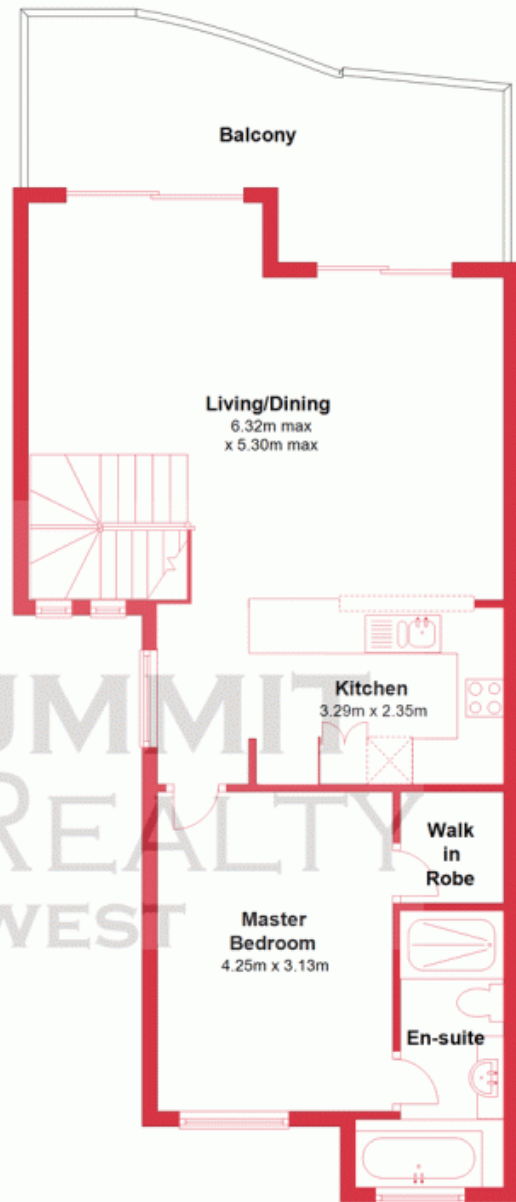 Balcony
Living/Dining
6.32m max
x 5.30m max
Kitchen
3.29m x 2.35m
SUMMIT
REALTY
WEST
Walk
in
Robe
Master
Bedroom
4.25m x 3.13m
En-suite